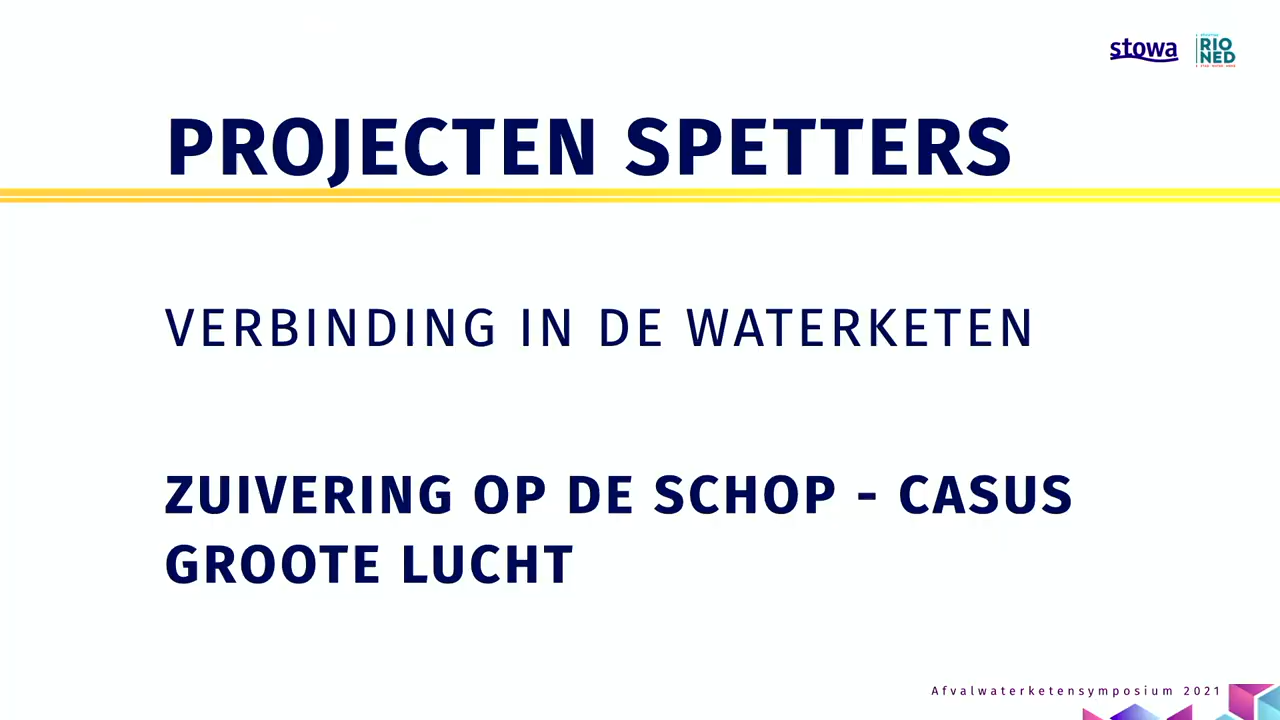 stowa
RIO
NED
PROJECTEN SPETTERS
VERBINDING IN DE WATERKETEN
ZUIVERING OP DE SCHOP - CASUS
GROOTE LUCHT
Afvalwaterketensymposium 2021